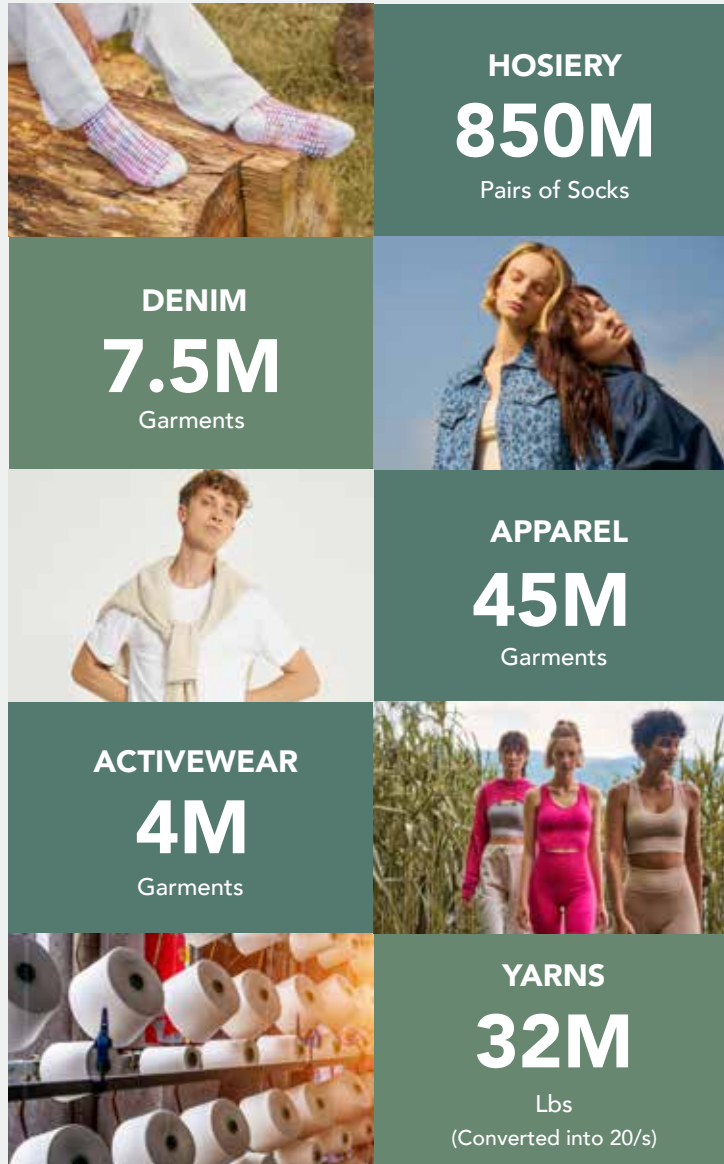 HOSIERY
850M
Pairs of Socks
DENIM
7.5M
Garments
APPAREL
45M
Garments
ACTIVEWEAR
4M
Garments
YARNS
32M
Lbs
(Converted into 20/s)